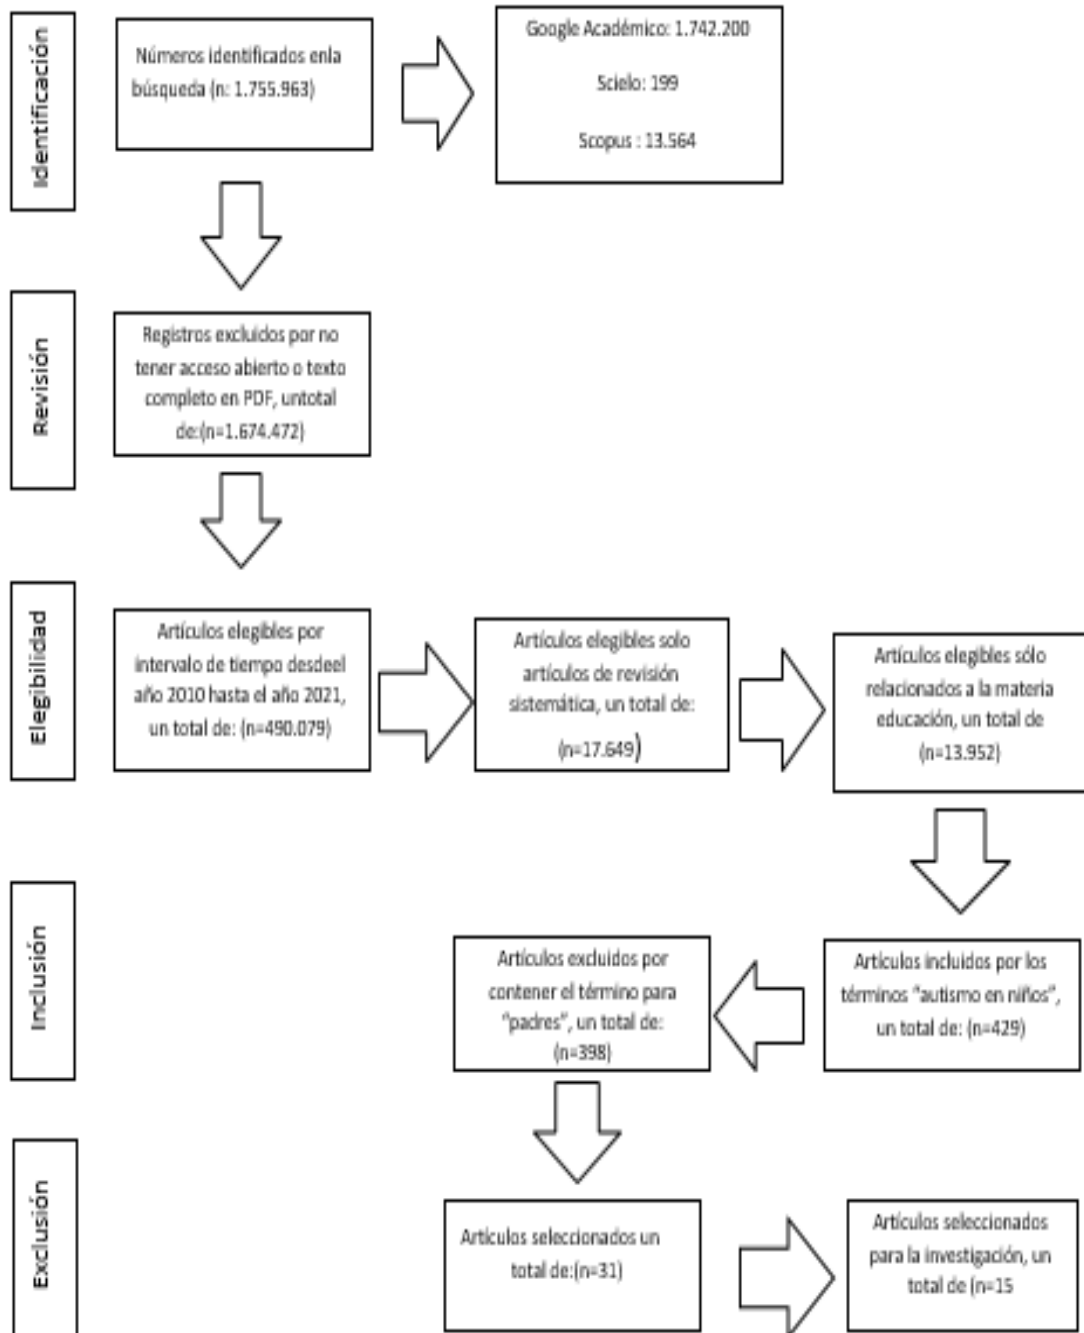 Identificación
Números identificados enla
búsqueda (n: 1.755.963)
Google Académico: 1.742.200
Scielo: 199
Scopus : 13.564
Revisión
Registros excluidos por no
tener acceso abierto o texto
completo en PDF, untotal
de:(n=1.674.472)
Elegibilidad
Artículos elegibles por
intervalo de tiempo desdeel
año 2010 hasta el año 2021,
un total de: (n=490.079)
Artículos elegibles solo
artículos de revisión
sistemática, un total de:
(n=17.649)
Artículos elegibles sólo
relacionados a la materia
educación, un total de
(n=13.952)
Inclusión
Artículos excluidos por
contener el término para
"padres", un total de:
(n=398)
Artículos incluidos por los
términos "autismo en niños",
un total de: (n=429)
Exclusión
Artículos seleccionados un
total de:(n=31)
Artículos seleccionados
para la investigación, un
total de (n=15